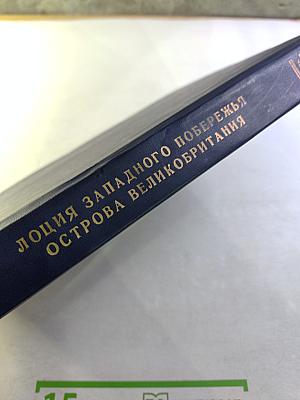 ЛОЦИЯ ЗАПАДНОГО ПОБЕРЕЖЬЯ
ОСТРОВА ВЕЛИКОБРИТАНИЯ